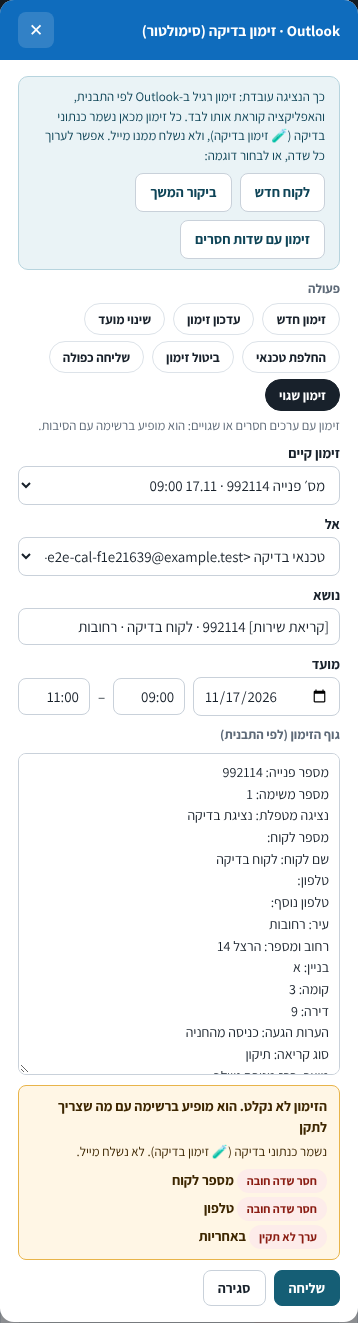 Outlook · זימון בדיקה (סימולטור)
✕
כך הנציגה עובדת: זימון רגיל ב-Outlook לפי התבנית,
והאפליקציה קוראת אותו לבד. כל זימון מכאן נשמר כנתוני
בדיקה (🧪 זימון בדיקה), ולא נשלח ממנו מייל. אפשר לערוך
כל שדה, או לבחור דוגמה:
לקוח חדש
ביקור המשך
זימון עם שדות חסרים
פעולה
זימון חדש
עדכון זימון
שינוי מועד
החלפת טכנאי
ביטול זימון
שליחה כפולה
זימון שגוי
זימון עם ערכים חסרים או שגויים: הוא מופיע ברשימה עם הסיבות.
זימון קיים
מס׳ פנייה 992114 · 17.11 09:00
אל
טכנאי בדיקה <e2e-cal-f1e21639@example.test-
נושא
[קריאת שירות] 992114 · לקוח בדיקה · רחובות
מועד
11/17/2026
09:00
–
11:00
גוף הזימון (לפי התבנית)
מספר פנייה: 992114
מספר משימה: 1
נציגה מטפלת: נציגת בדיקה
מספר לקוח:
שם לקוח: לקוח בדיקה
טלפון:
טלפון נוסף:
עיר: רחובות
רחוב ומספר: הרצל 14
בניין: א
קומה: 3
דירה: 9
הערות הגעה: כניסה מהחניה
סוג קריאה: תיקון
הזימון לא נקלט. הוא מופיע ברשימה עם מה שצריך
לתקן
נשמר כנתוני בדיקה (🧪 זימון בדיקה). לא נשלח מייל.
חסר שדה חובה מספר לקוח
חסר שדה חובה טלפון
ערך לא תקין באחריות
שליחה
סגירה